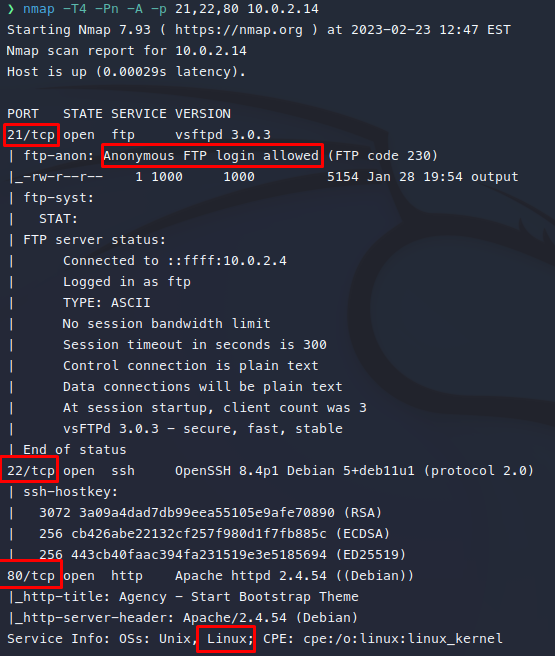 ❯ nmap -T4 -Pn -A -p 21,22,80 10.0.2.14
Starting Nmap 7.93 ( https://nmap.org ) at 2023-02-23 12:47 EST
Nmap scan report for 10.0.2.14
Host is up (0.00029s latency).

PORT   STATE SERVICE VERSION
21/tcp open  ftp     vsftpd 3.0.3
| ftp-anon: Anonymous FTP login allowed (FTP code 230)
|_-rw-r--r--    1 1000     1000         5154 Jan 28 19:54 output
| ftp-syst:
|   STAT:
| FTP server status:
|      Connected to ::ffff:10.0.2.4
|      Logged in as ftp
|      TYPE: ASCII
|      No session bandwidth limit
|      Session timeout in seconds is 300
|      Control connection is plain text
|      Data connections will be plain text
|      At session startup, client count was 3
|      vsFTPd 3.0.3 - secure, fast, stable
|_End of status
22/tcp open  ssh     OpenSSH 8.4p1 Debian 5+deb11u1 (protocol 2.0)
| ssh-hostkey:
|   3072 3a09a4dad7db99eea55105e9afe70890 (RSA)
|   256 cb426abe22132cf257f980d1f7fb885c (ECDSA)
|_  256 443cb40faac394fa231519e3e5185694 (ED25519)
80/tcp open  http    Apache httpd 2.4.54 ((Debian))
|_http-title: Agency - Start Bootstrap Theme
|_http-server-header: Apache/2.4.54 (Debian)
Service Info: OSs: Unix, Linux; CPE: cpe:/o:linux:linux_kernel